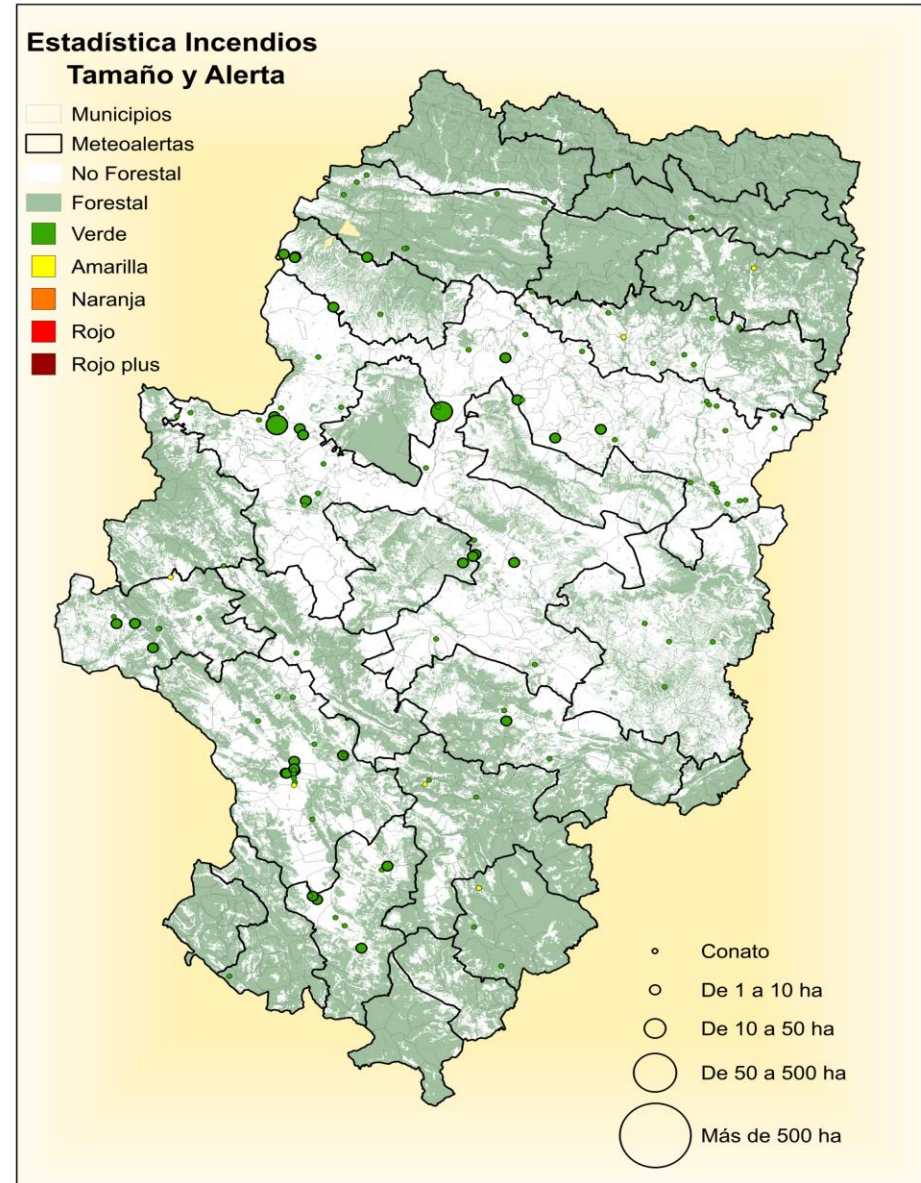 Estadística Incendios
Tamaño y Alerta
Municipios
Meteoalertas
No Forestal
Forestal
Verde
Amarilla
Naranja
Rojo
Rojo plus
Conato
De 1 a 10 ha
De 10 a 50 ha
De 50 a 500 ha
Más de 500 ha